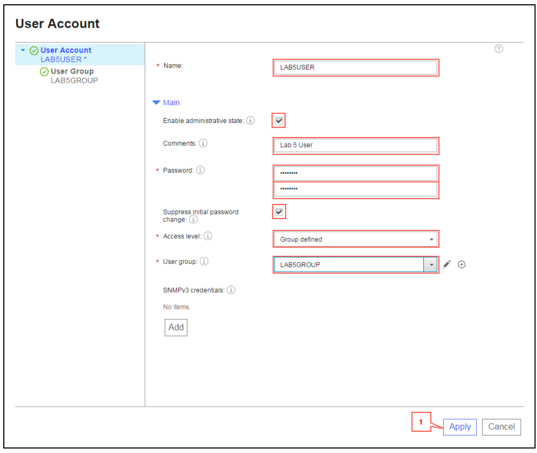 User Account
User Account
LAB5USER *
User Group
LAB5GROUP
* Name:
LAB5USER
Main
Enable administrative state:
Comments:
Lab 5 User
* Password:
••••••••
••••••••
Suppress initial password
change:
* Access level:
Group defined
* User group:
LAB5GROUP
SNMPv3 credentials:
No items.
Add
1
Apply
Cancel